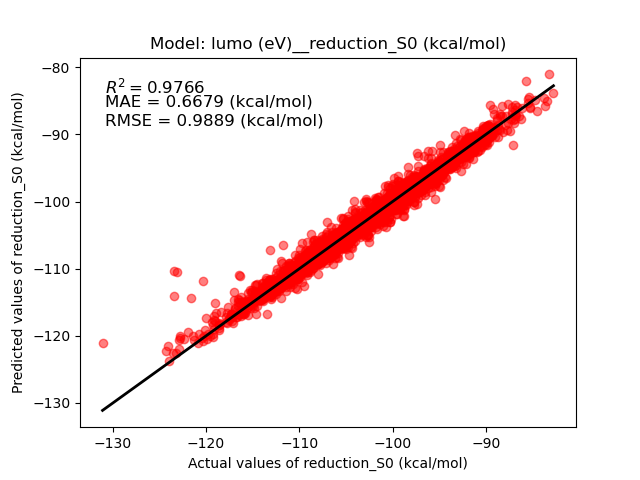 Model: lumo (eV)__reduction_S0 (kcal/mol)
R² = 0.9766
MAE = 0.6679 (kcal/mol)
RMSE = 0.9889 (kcal/mol)
Predicted values of reduction_S0 (kcal/mol)
−80
−90
−100
−110
−120
−130
−130
−120
−110
−100
−90
Actual values of reduction_S0 (kcal/mol)